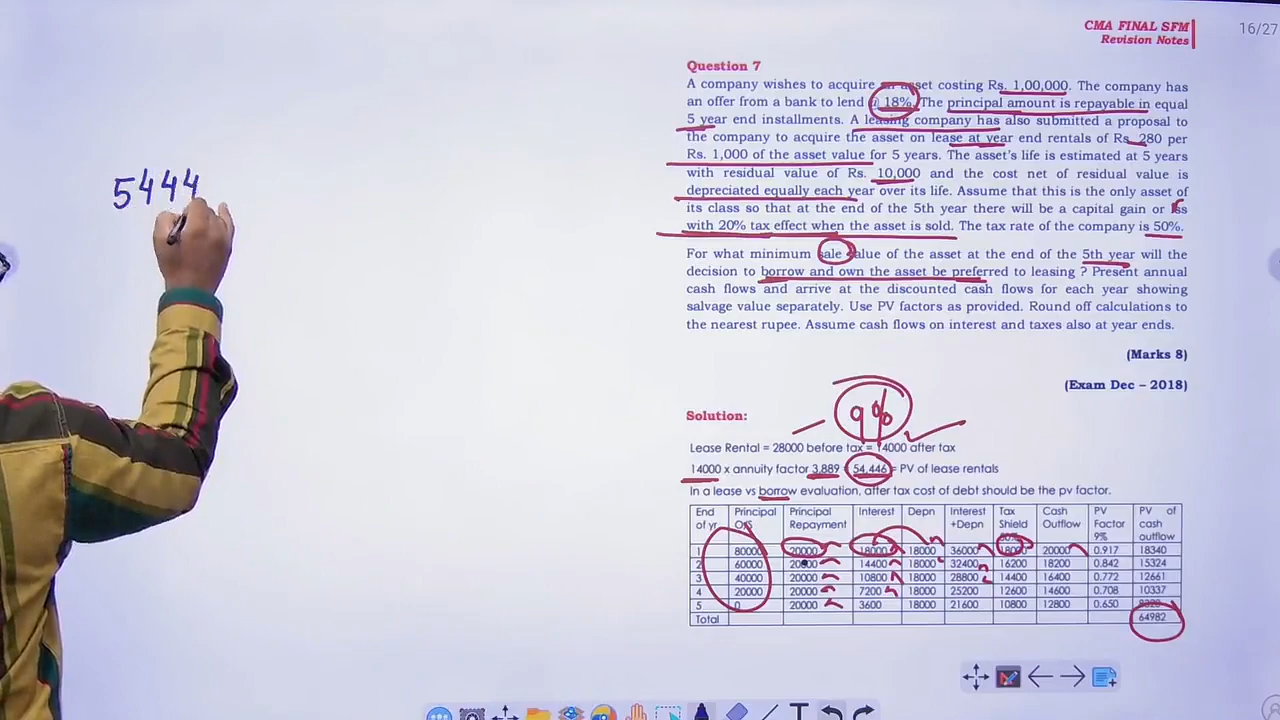 CMA FINAL SFM
Revision Notes
16/27
5444
Question 7
A company wishes to acquire an asset costing Rs. 1,00,000. The company has
an offer from a bank to lend @ 18%. The principal amount is repayable in equal
5 year end installments. A leasing company has also submitted a proposal to
the company to acquire the asset on lease at year end rentals of Rs. 280 per
Rs. 1,000 of the asset value for 5 years. The asset's life is estimated at 5 years
with residual value of Rs. 10,000 and the cost net of residual value is
depreciated equally each year over its life. Assume that this is the only asset of
its class so that at the end of the 5th year there will be a capital gain or loss
with 20% tax effect when the asset is sold. The tax rate of the company is 50%.
For what minimum sale value of the asset at the end of the 5th year will the
decision to borrow and own the asset be preferred to leasing ? Present annual
cash flows and arrive at the discounted cash flows for each year showing
salvage value separately. Use PV factors as provided. Round off calculations to
the nearest rupee. Assume cash flows on interest and taxes also at year ends.
(Marks 8)
(Exam Dec – 2018)
9%
Solution:
Lease Rental = 28000 before tax = 14000 after tax
14000 x annuity factor 3.889 = 54,446 = PV of lease rentals
In a lease vs borrow evaluation, after tax cost of debt should be the pv factor.
End of yr Principal O/S Principal Repayment Interest Depn Interest +Depn Tax Shield 50% Cash Outflow PV Factor 9% PV of cash outflow
1 80000 20000 18000 18000 36000 18000 20000 0.917 18340
2 60000 20000 14400 18000 32400 16200 18200 0.842 15324
3 40000 20000 10800 18000 28800 14400 16400 0.772 12661
4 20000 20000 7200 18000 25200 12600 14600 0.708 10337
5 0 20000 3600 18000 21600 10800 12800 0.650 8320
Total 64982
T